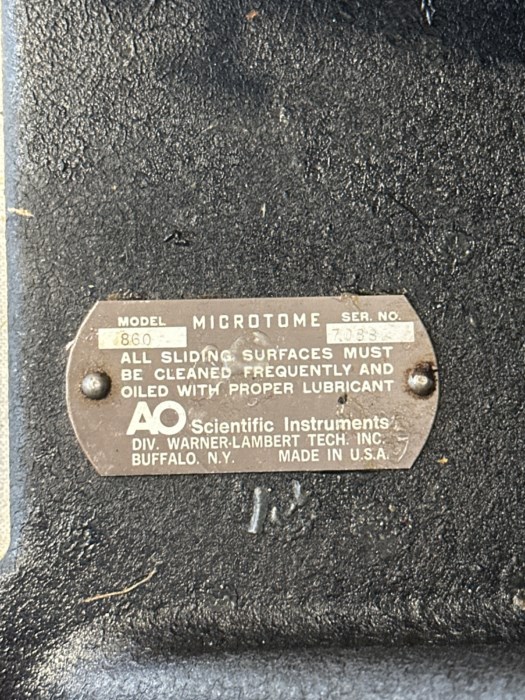 MODEL MICROTOME SER. NO.
860
ALL SLIDING SURFACES MUST
BE CLEANED FREQUENTLY AND
OILED WITH PROPER LUBRICANT
AO Scientific Instruments
DIV. WARNER-LAMBERT TECH. INC.
BUFFALO, N.Y. MADE IN U.S.A.